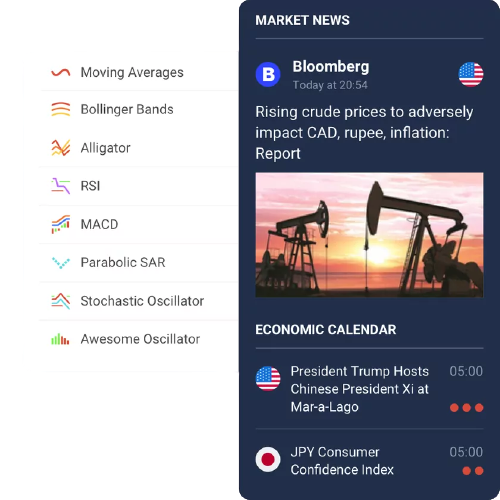 Moving Averages
Bollinger Bands
Alligator
RSI
MACD
Parabolic SAR
Stochastic Oscillator
Awesome Oscillator
MARKET NEWS
B
Bloomberg
Today at 20:54
Rising crude prices to adversely
impact CAD, rupee, inflation:
Report
ECONOMIC CALENDAR
President Trump Hosts
Chinese President Xi at
Mar-a-Lago
05:00
JPY Consumer
Confidence Index
05:00